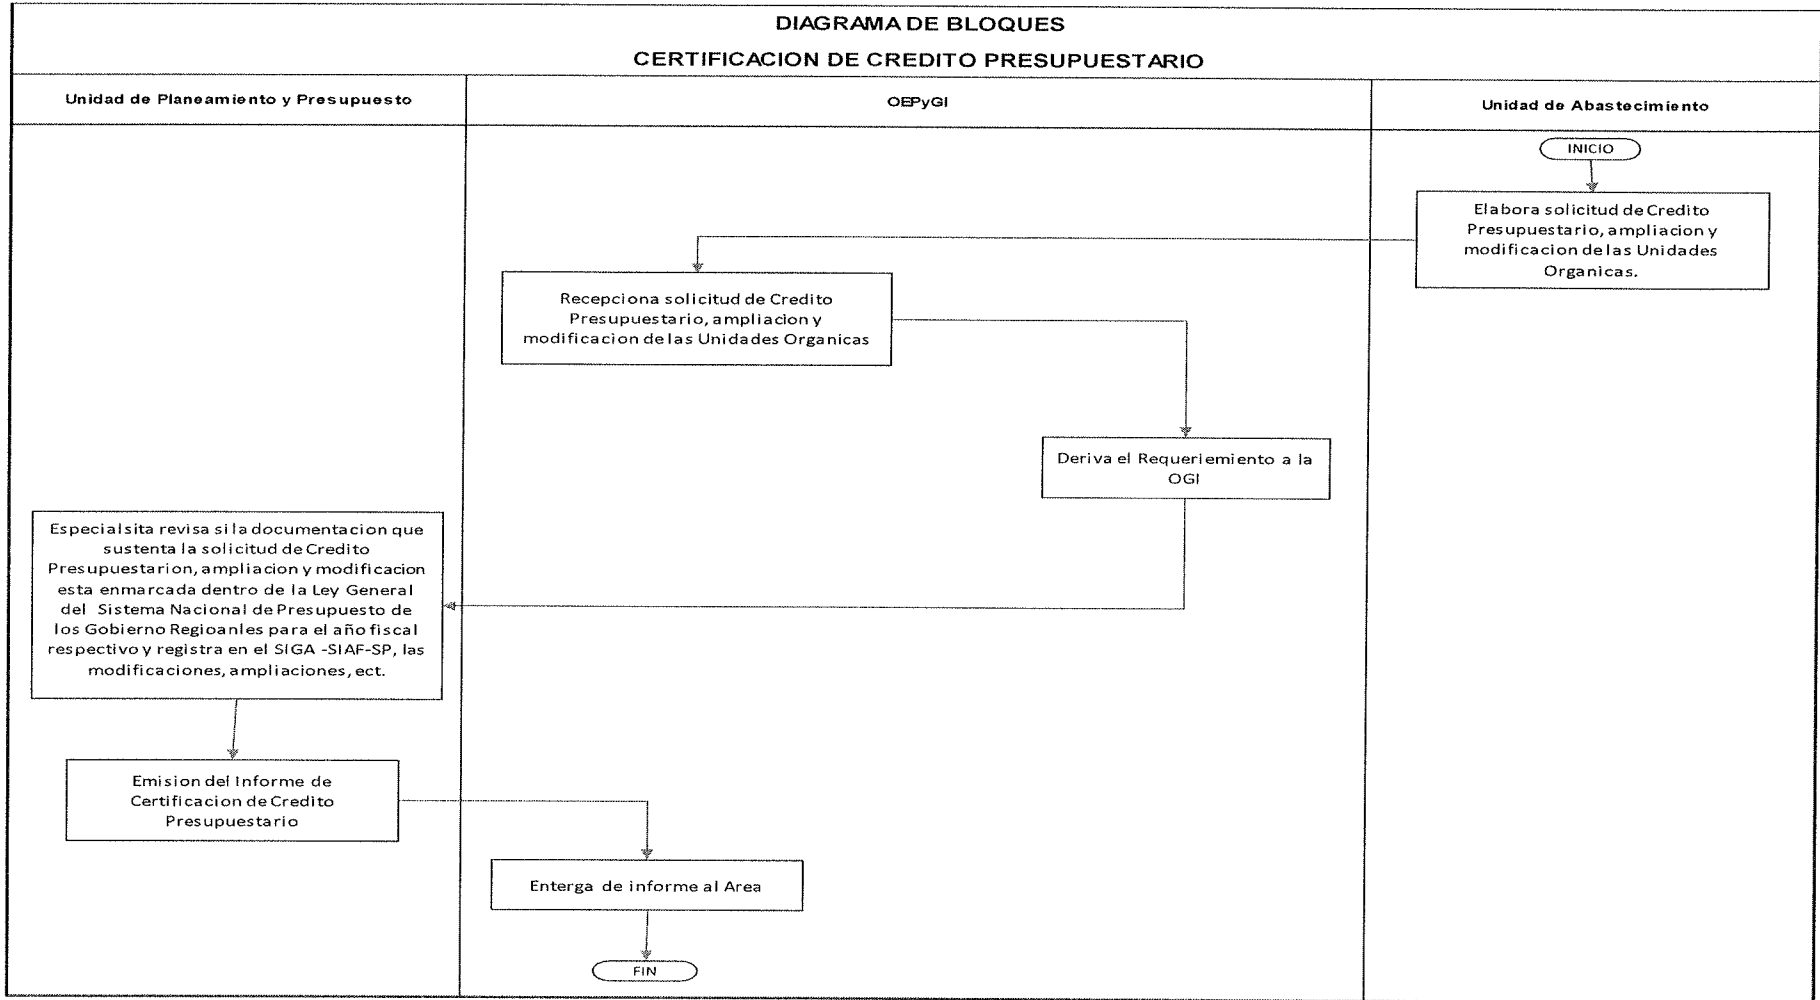 DIAGRAMA DE BLOQUES
CERTIFICACION DE CREDITO PRESUPUESTARIO
Unidad de Planeamiento y Presupuesto
OEPyGI
Unidad de Abastecimiento
INICIO
Elabora solicitud de Credito
Presupuestario, ampliacion y
modificacion de las Unidades
Organicas.
Recepciona solicitud de Credito
Presupuestario, ampliacion y
modificacion de las Unidades Organicas
Deriva el Requeriemiento a la
OGI
Especialsita revisa si la documentacion que
sustenta la solicitud de Credito
Presupuestarion, ampliacion y modificacion
esta enmarcada dentro de la Ley General
del Sistema Nacional de Presupuesto de
los Gobierno Regioanles para el año fiscal
respectivo y registra en el SIGA -SIAF-SP, las
modificaciones, ampliaciones, ect.
Emision del Informe de
Certificacion de Credito
Presupuestario
Enterga de informe al Area
FIN